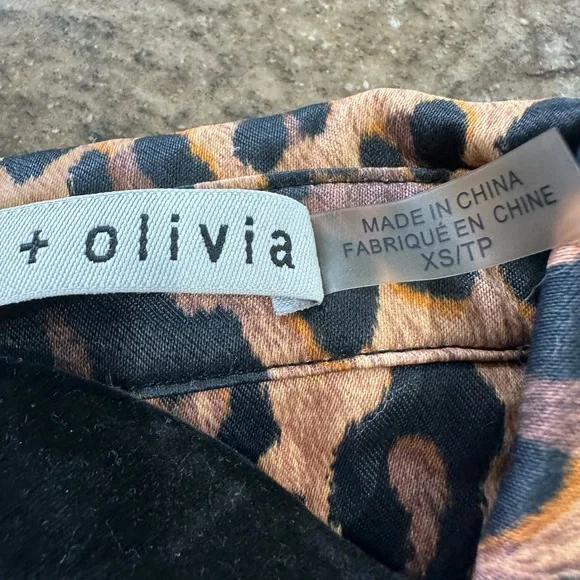 + olivia
MADE IN CHINA
FABRIQUÉ EN CHINE
XS/TP